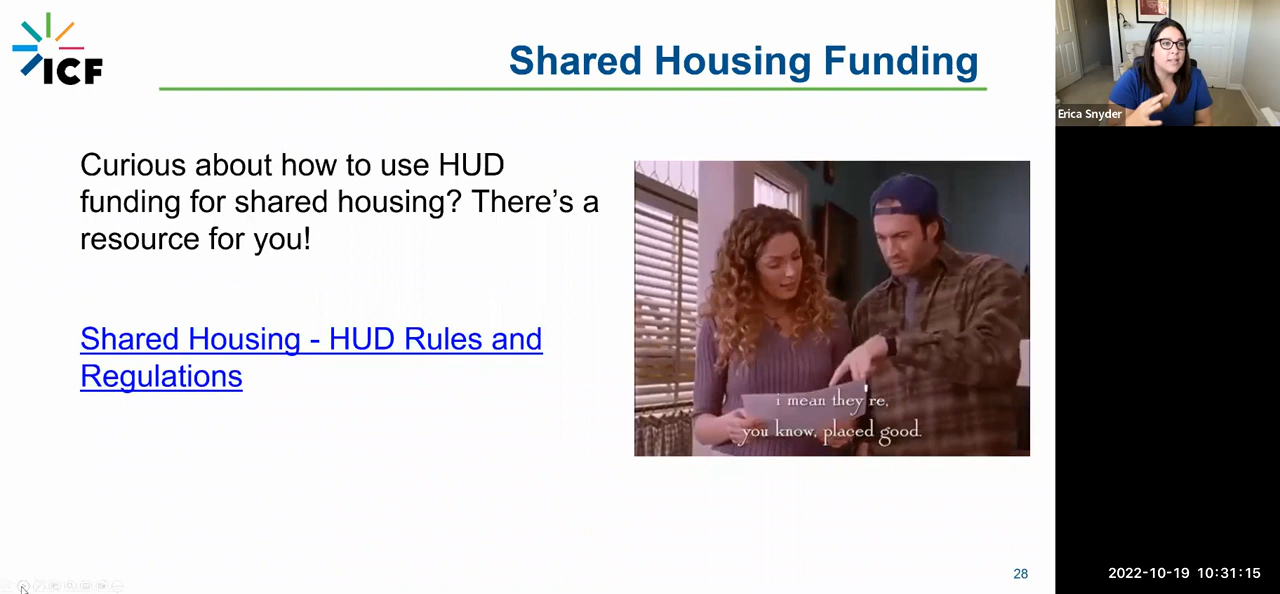 ICF
Shared Housing Funding
Curious about how to use HUD
funding for shared housing? There’s a
resource for you!
Shared Housing - HUD Rules and
Regulations
i mean they're,
you know, placed good.
28
Erica Snyder
2022-10-19 10:31:15